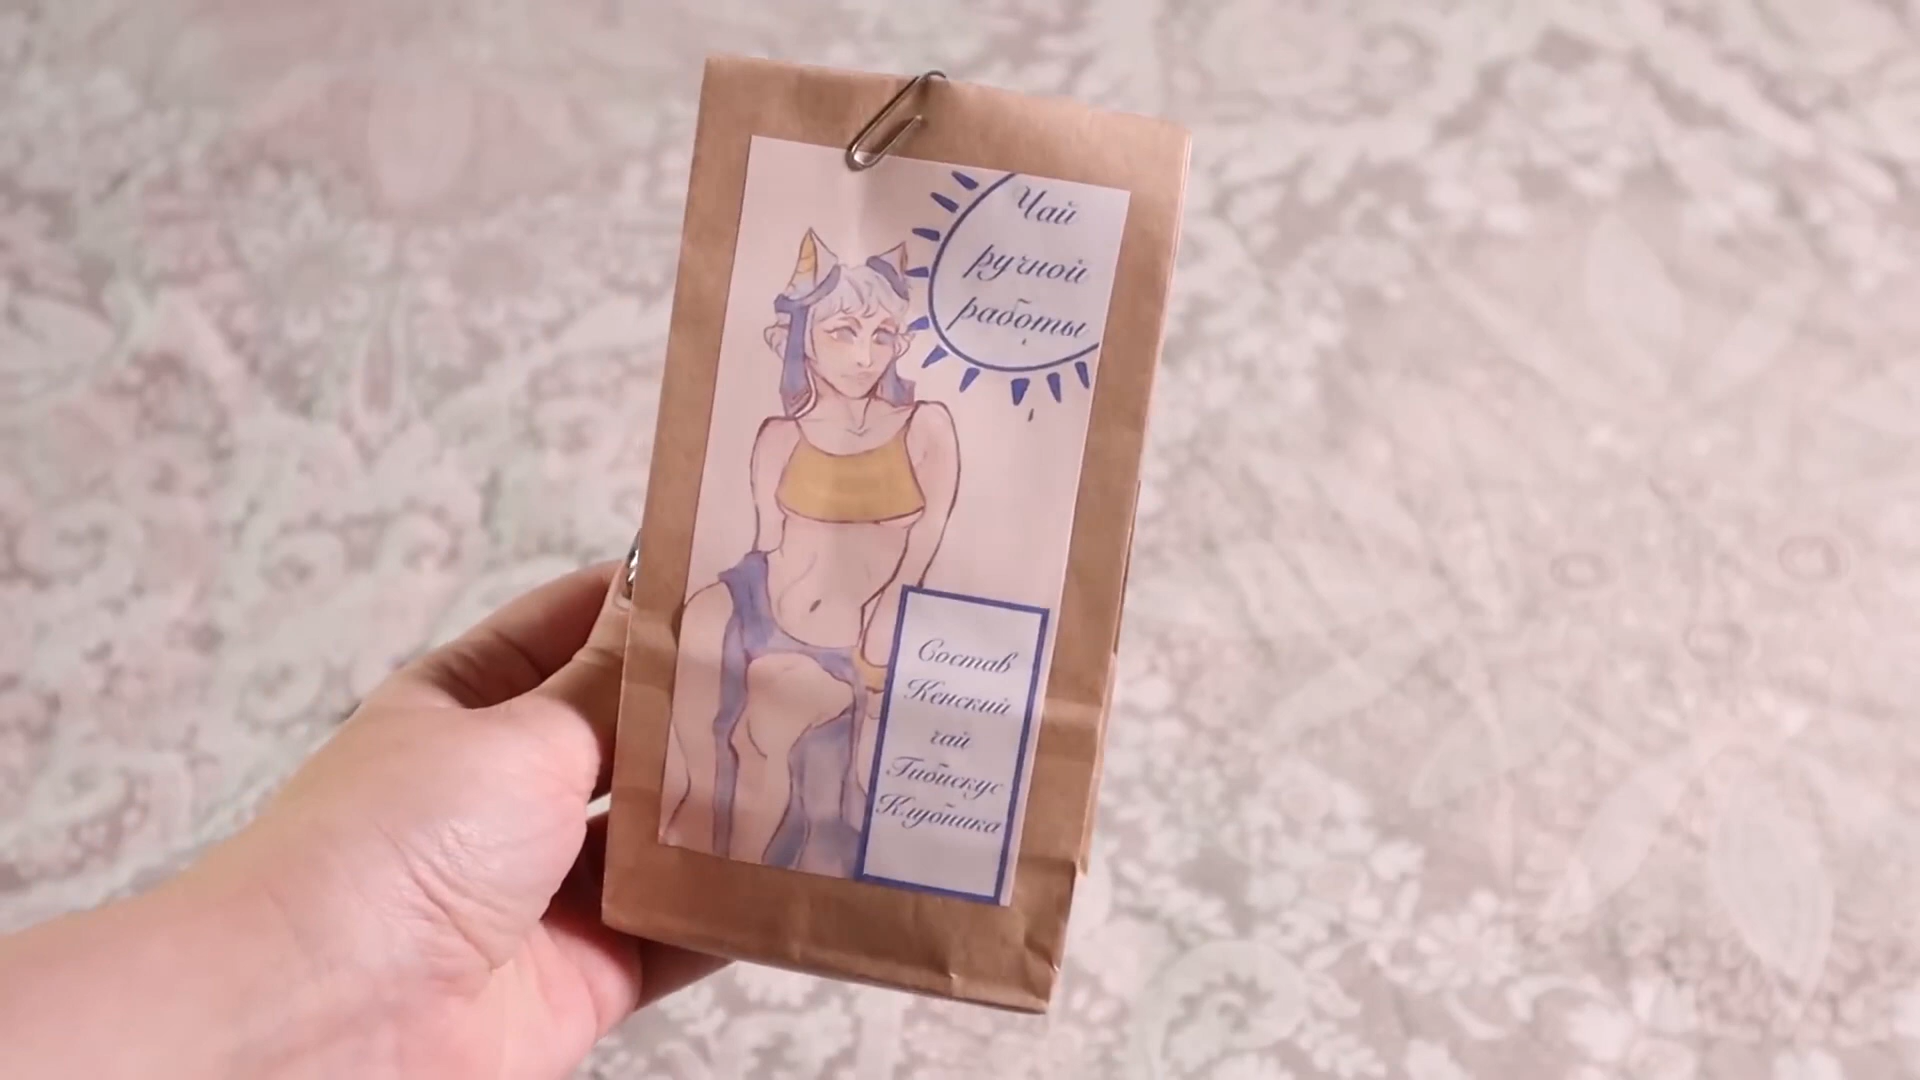 Чай
ручной
работы
Состав
Кенский
чай
Гибискус
Клубника